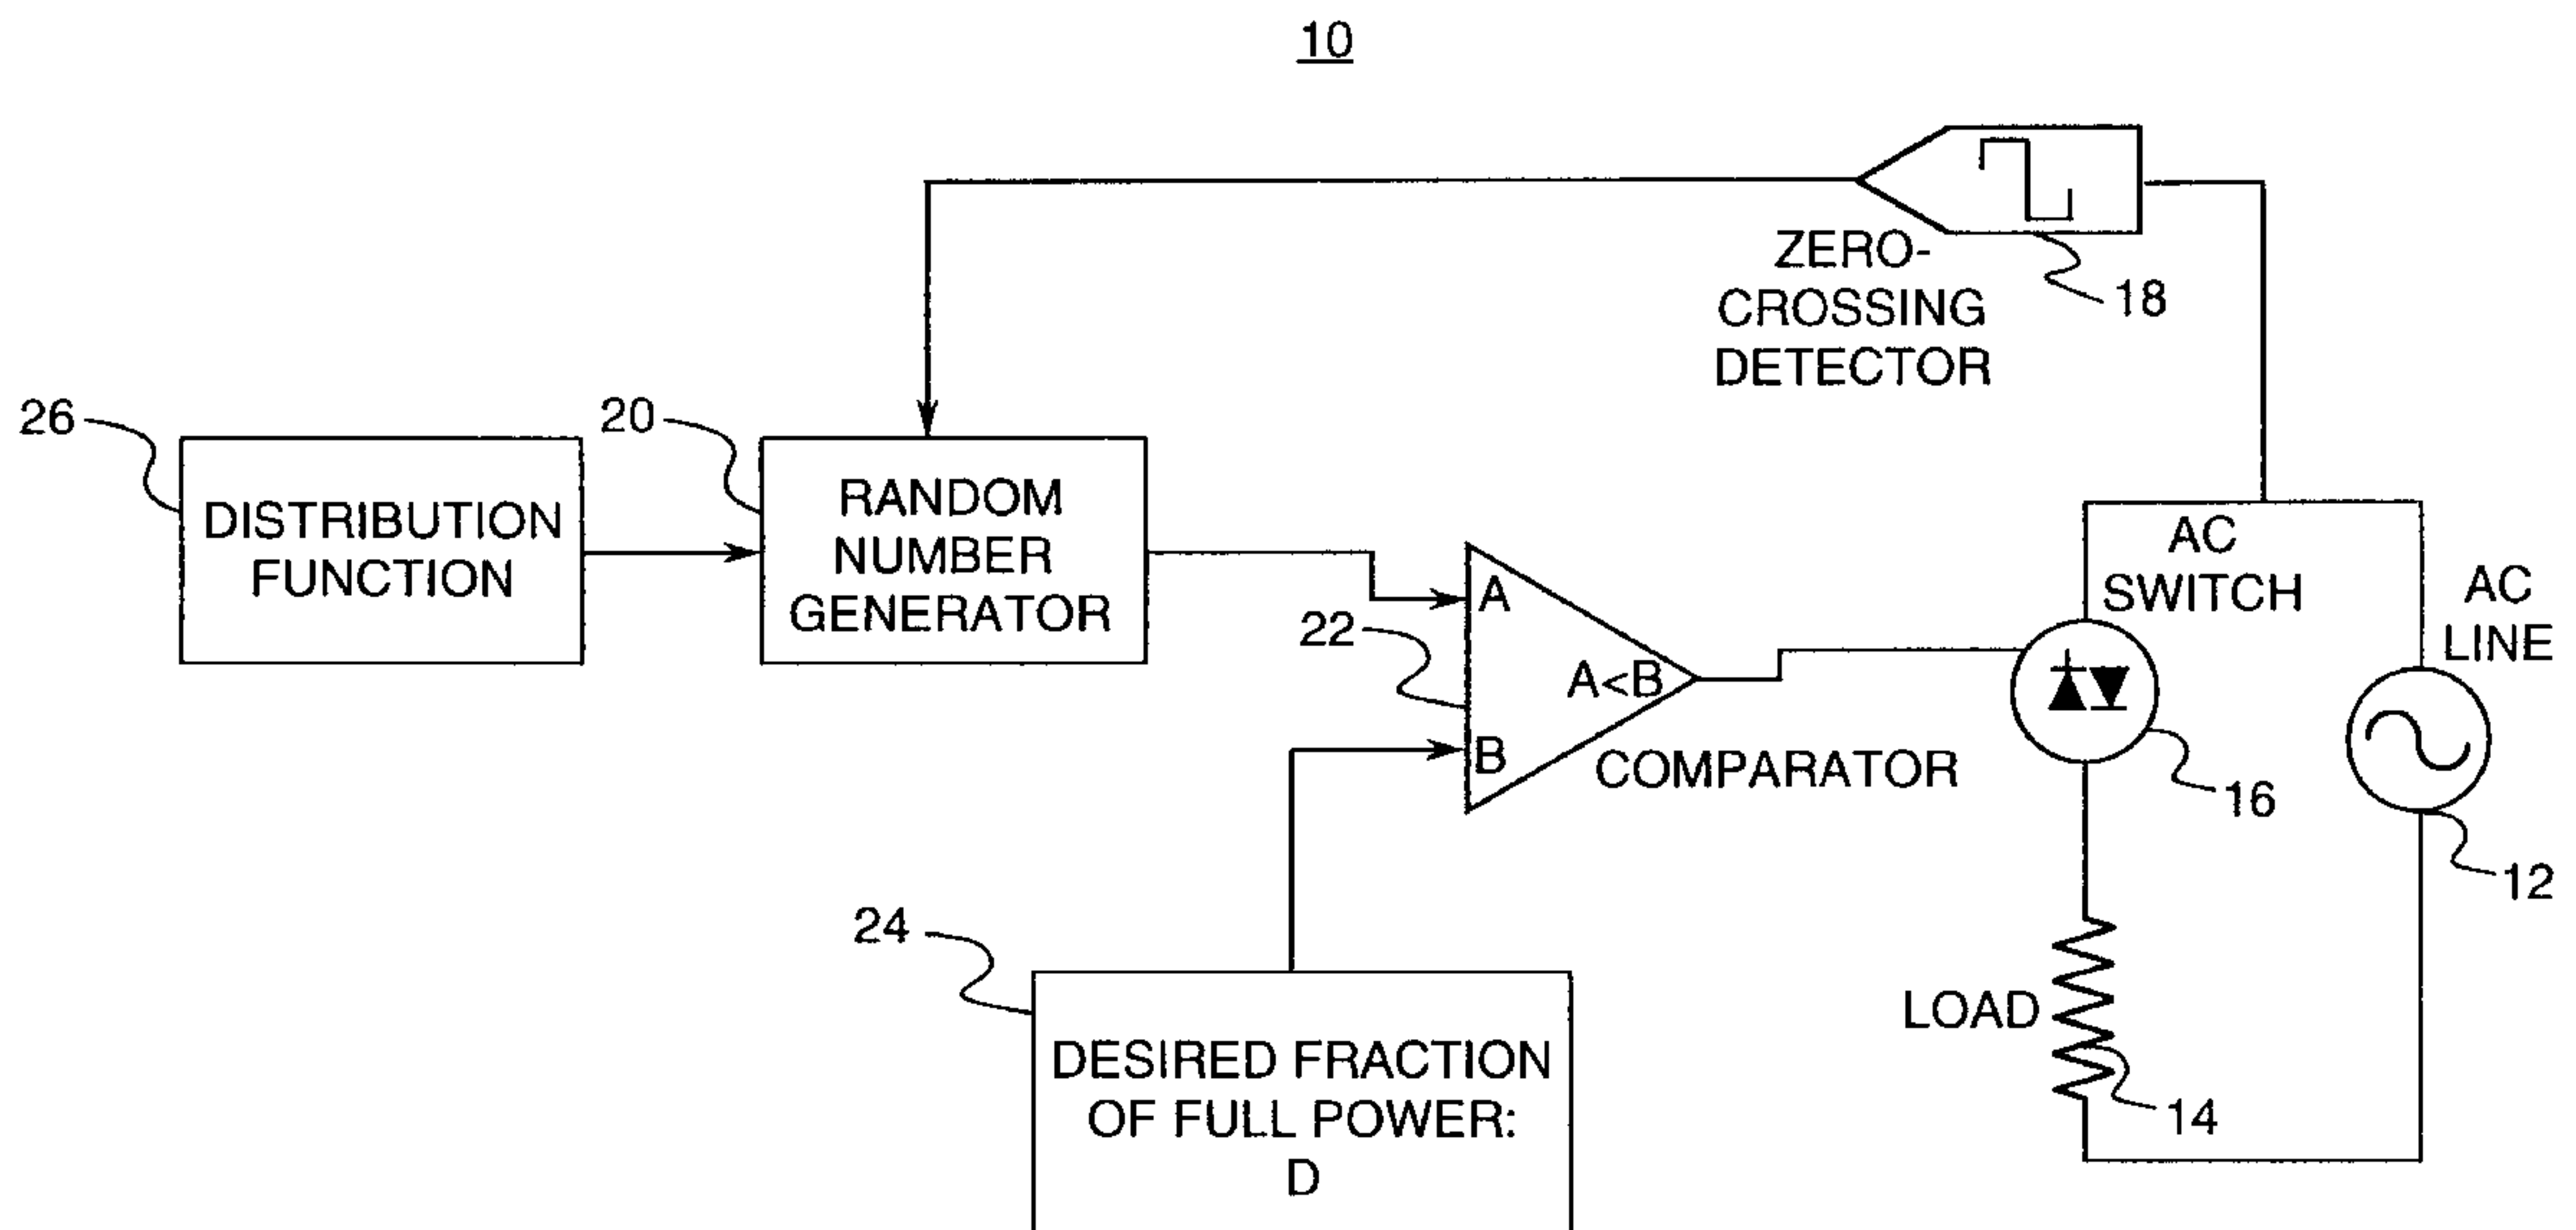 10
ZERO-
CROSSING
DETECTOR
18
26
20
DISTRIBUTION
FUNCTION
RANDOM
NUMBER
GENERATOR
AC
SWITCH
AC
LINE
22
A
A<B
B
COMPARATOR
16
12
24
DESIRED FRACTION
OF FULL POWER:
D
LOAD
14